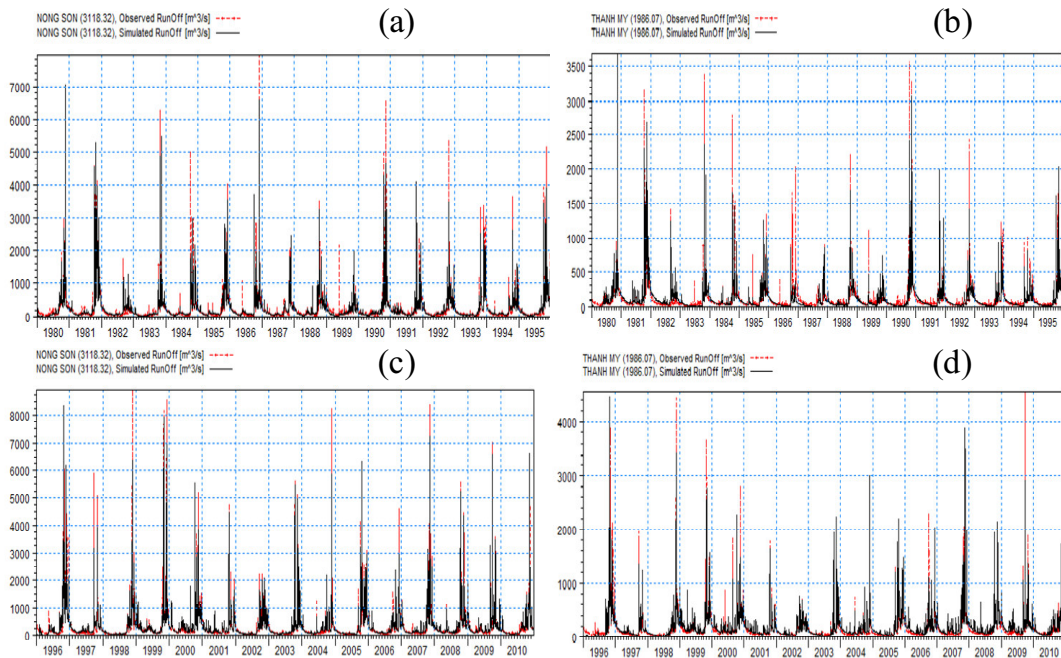 NONG SON (3118.32), Observed RunOff [m^3/s]
NONG SON (3118.32), Simulated RunOff [m^3/s]
(a)
7000
6000
5000
4000
3000
2000
1000
0
1980 1981 1982 1983 1984 1985 1986 1987 1988 1989 1990 1991 1992 1993 1994 1995
THANH MY (1986.07), Observed RunOff [m^3/s]
THANH MY (1986.07), Simulated RunOff [m^3/s]
(b)
3500
3000
2500
2000
1500
1000
500
0
1980 1981 1982 1983 1984 1985 1986 1987 1988 1989 1990 1991 1992 1993 1994 1995
NONG SON (3118.32), Observed RunOff [m^3/s]
NONG SON (3118.32), Simulated RunOff [m^3/s]
(c)
8000
7000
6000
5000
4000
3000
2000
1000
0
1996 1997 1998 1999 2000 2001 2002 2003 2004 2005 2006 2007 2008 2009 2010
THANH MY (1986.07), Observed RunOff [m^3/s]
THANH MY (1986.07), Simulated RunOff [m^3/s]
(d)
4000
3000
2000
1000
0
1996 1997 1998 1999 2000 2001 2002 2003 2004 2005 2006 2007 2008 2009 2010